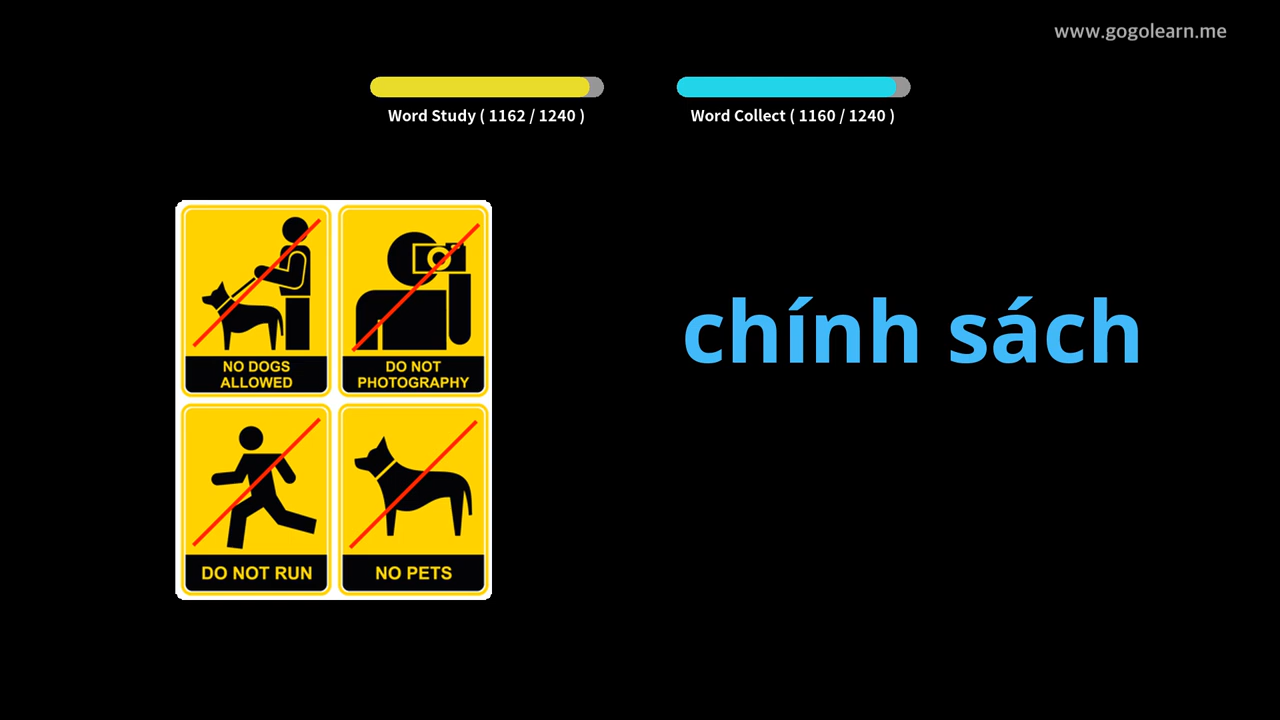 www.gogolearn.me
Word Study ( 1162 / 1240 )
Word Collect ( 1160 / 1240 )
NO DOGS
ALLOWED
DO NOT
PHOTOGRAPHY
chính sách
DO NOT RUN
NO PETS